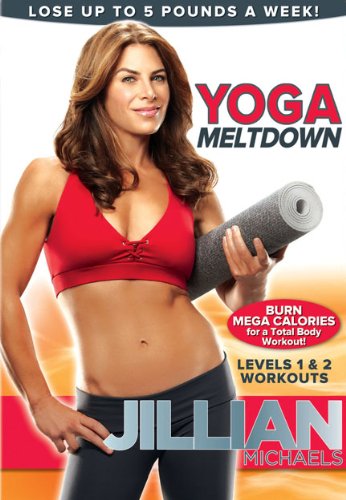 LOSE UP TO 5 POUNDS A WEEK!
YOGA
MELTDOWN
BURN
MEGA CALORIES
for a Total Body
Workout!
LEVELS 1 & 2
WORKOUTS
JILLIAN
MICHAELS